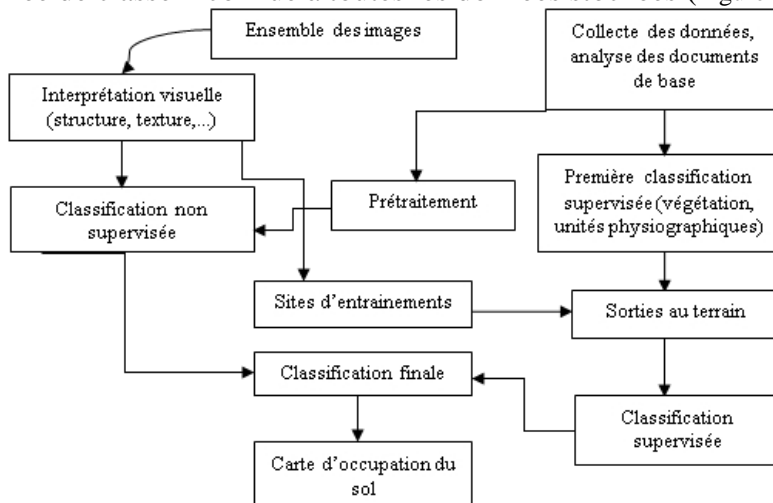 Ensemble des images
Collecte des données,
analyse des documents
de base
Interprétation visuelle
(structure, texture,...)
Première classification
supervisée (végétation,
unités physiographiques)
Prétraitement
Classification non
supervisée
Sites d'entrainements
Sorties au terrain
Classification finale
Classification
supervisée
Carte d'occupation du
sol